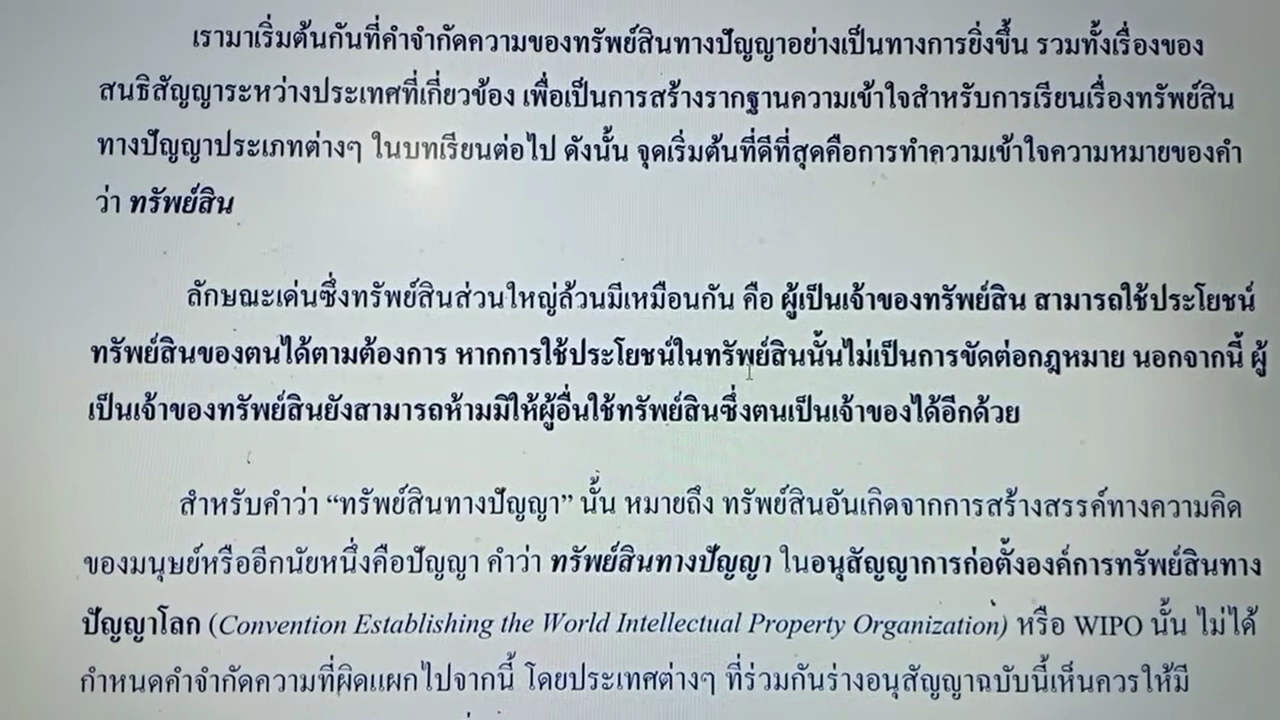 เรามาเริ่มต้นกันที่คำจำกัดความของทรัพย์สินทางปัญญาอย่างเป็นทางการยิ่งขึ้น รวมทั้งเรื่องของ
สนธิสัญญาระหว่างประเทศที่เกี่ยวข้อง เพื่อเป็นการสร้างรากฐานความเข้าใจสำหรับการเรียนเรื่องทรัพย์สิน
ทางปัญญาประเภทต่างๆ ในบทเรียนต่อไป ดังนั้น จุดเริ่มต้นที่ดีที่สุดคือการทำความเข้าใจความหมายของคำ
ว่า ทรัพย์สิน
ลักษณะเด่นซึ่งทรัพย์สินส่วนใหญ่ล้วนมีเหมือนกัน คือ ผู้เป็นเจ้าของทรัพย์สิน สามารถใช้ประโยชน์
ทรัพย์สินของตนได้ตามต้องการ หากการใช้ประโยชน์ในทรัพย์สินนั้นไม่เป็นการขัดต่อกฎหมาย นอกจากนี้ ผู้
เป็นเจ้าของทรัพย์สินยังสามารถห้ามมิให้ผู้อื่นใช้ทรัพย์สินซึ่งตนเป็นเจ้าของได้อีกด้วย
สำหรับคำว่า “ทรัพย์สินทางปัญญา” นั้น หมายถึง ทรัพย์สินอันเกิดจากการสร้างสรรค์ทางความคิด
ของมนุษย์หรืออีกนัยหนึ่งคือปัญญา คำว่า ทรัพย์สินทางปัญญา ในอนุสัญญาการก่อตั้งองค์การทรัพย์สินทาง
ปัญญาโลก (Convention Establishing the World Intellectual Property Organization) หรือ WIPO นั้น ไม่ได้
กำหนดคำจำกัดความที่ผิดแผกไปจากนี้ โดยประเทศต่างๆ ที่ร่วมกันร่างอนุสัญญาฉบับนี้เห็นควรให้มี